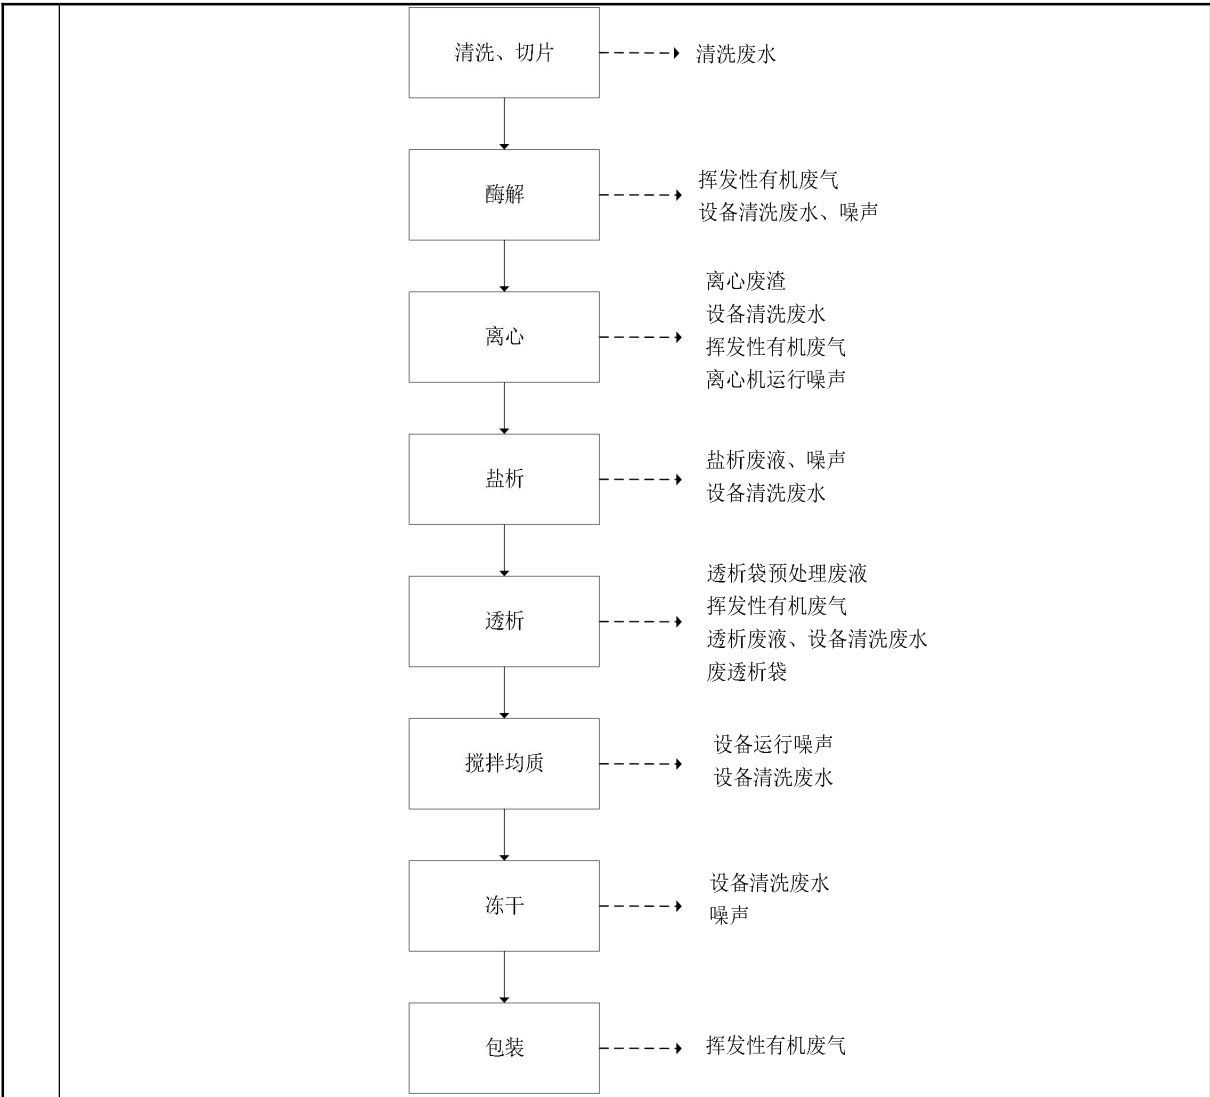 清洗、切片
清洗废水
酶解
挥发性有机废气
设备清洗废水、噪声
离心
离心废渣
设备清洗废水
挥发性有机废气
离心机运行噪声
盐析
盐析废液、噪声
设备清洗废水
透析
透析袋预处理废液
挥发性有机废气
透析废液、设备清洗废水
废透析袋
搅拌均质
设备运行噪声
设备清洗废水
冻干
设备清洗废水
噪声
包装
挥发性有机废气